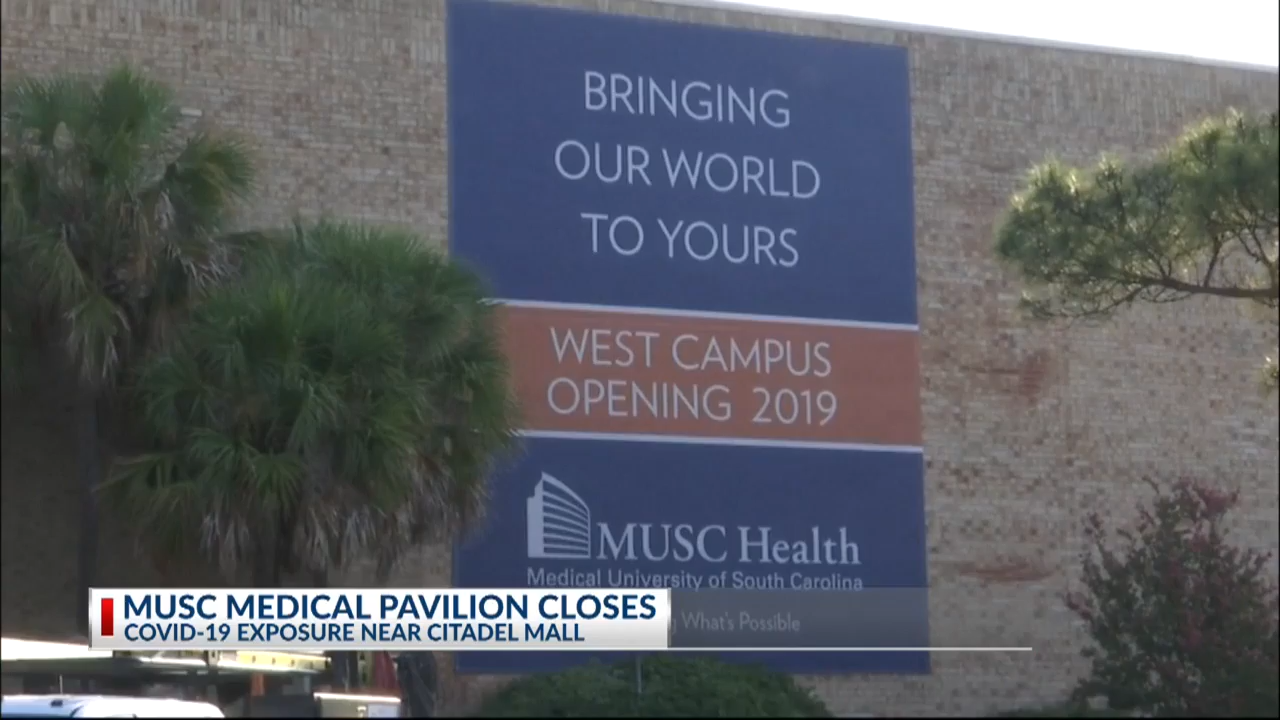 BRINGING
OUR WORLD
TO YOURS
WEST CAMPUS
OPENING 2019
MUSC Health
Medical University of South Carolina
What's Possible
MUSC MEDICAL PAVILION CLOSES
COVID-19 EXPOSURE NEAR CITADEL MALL